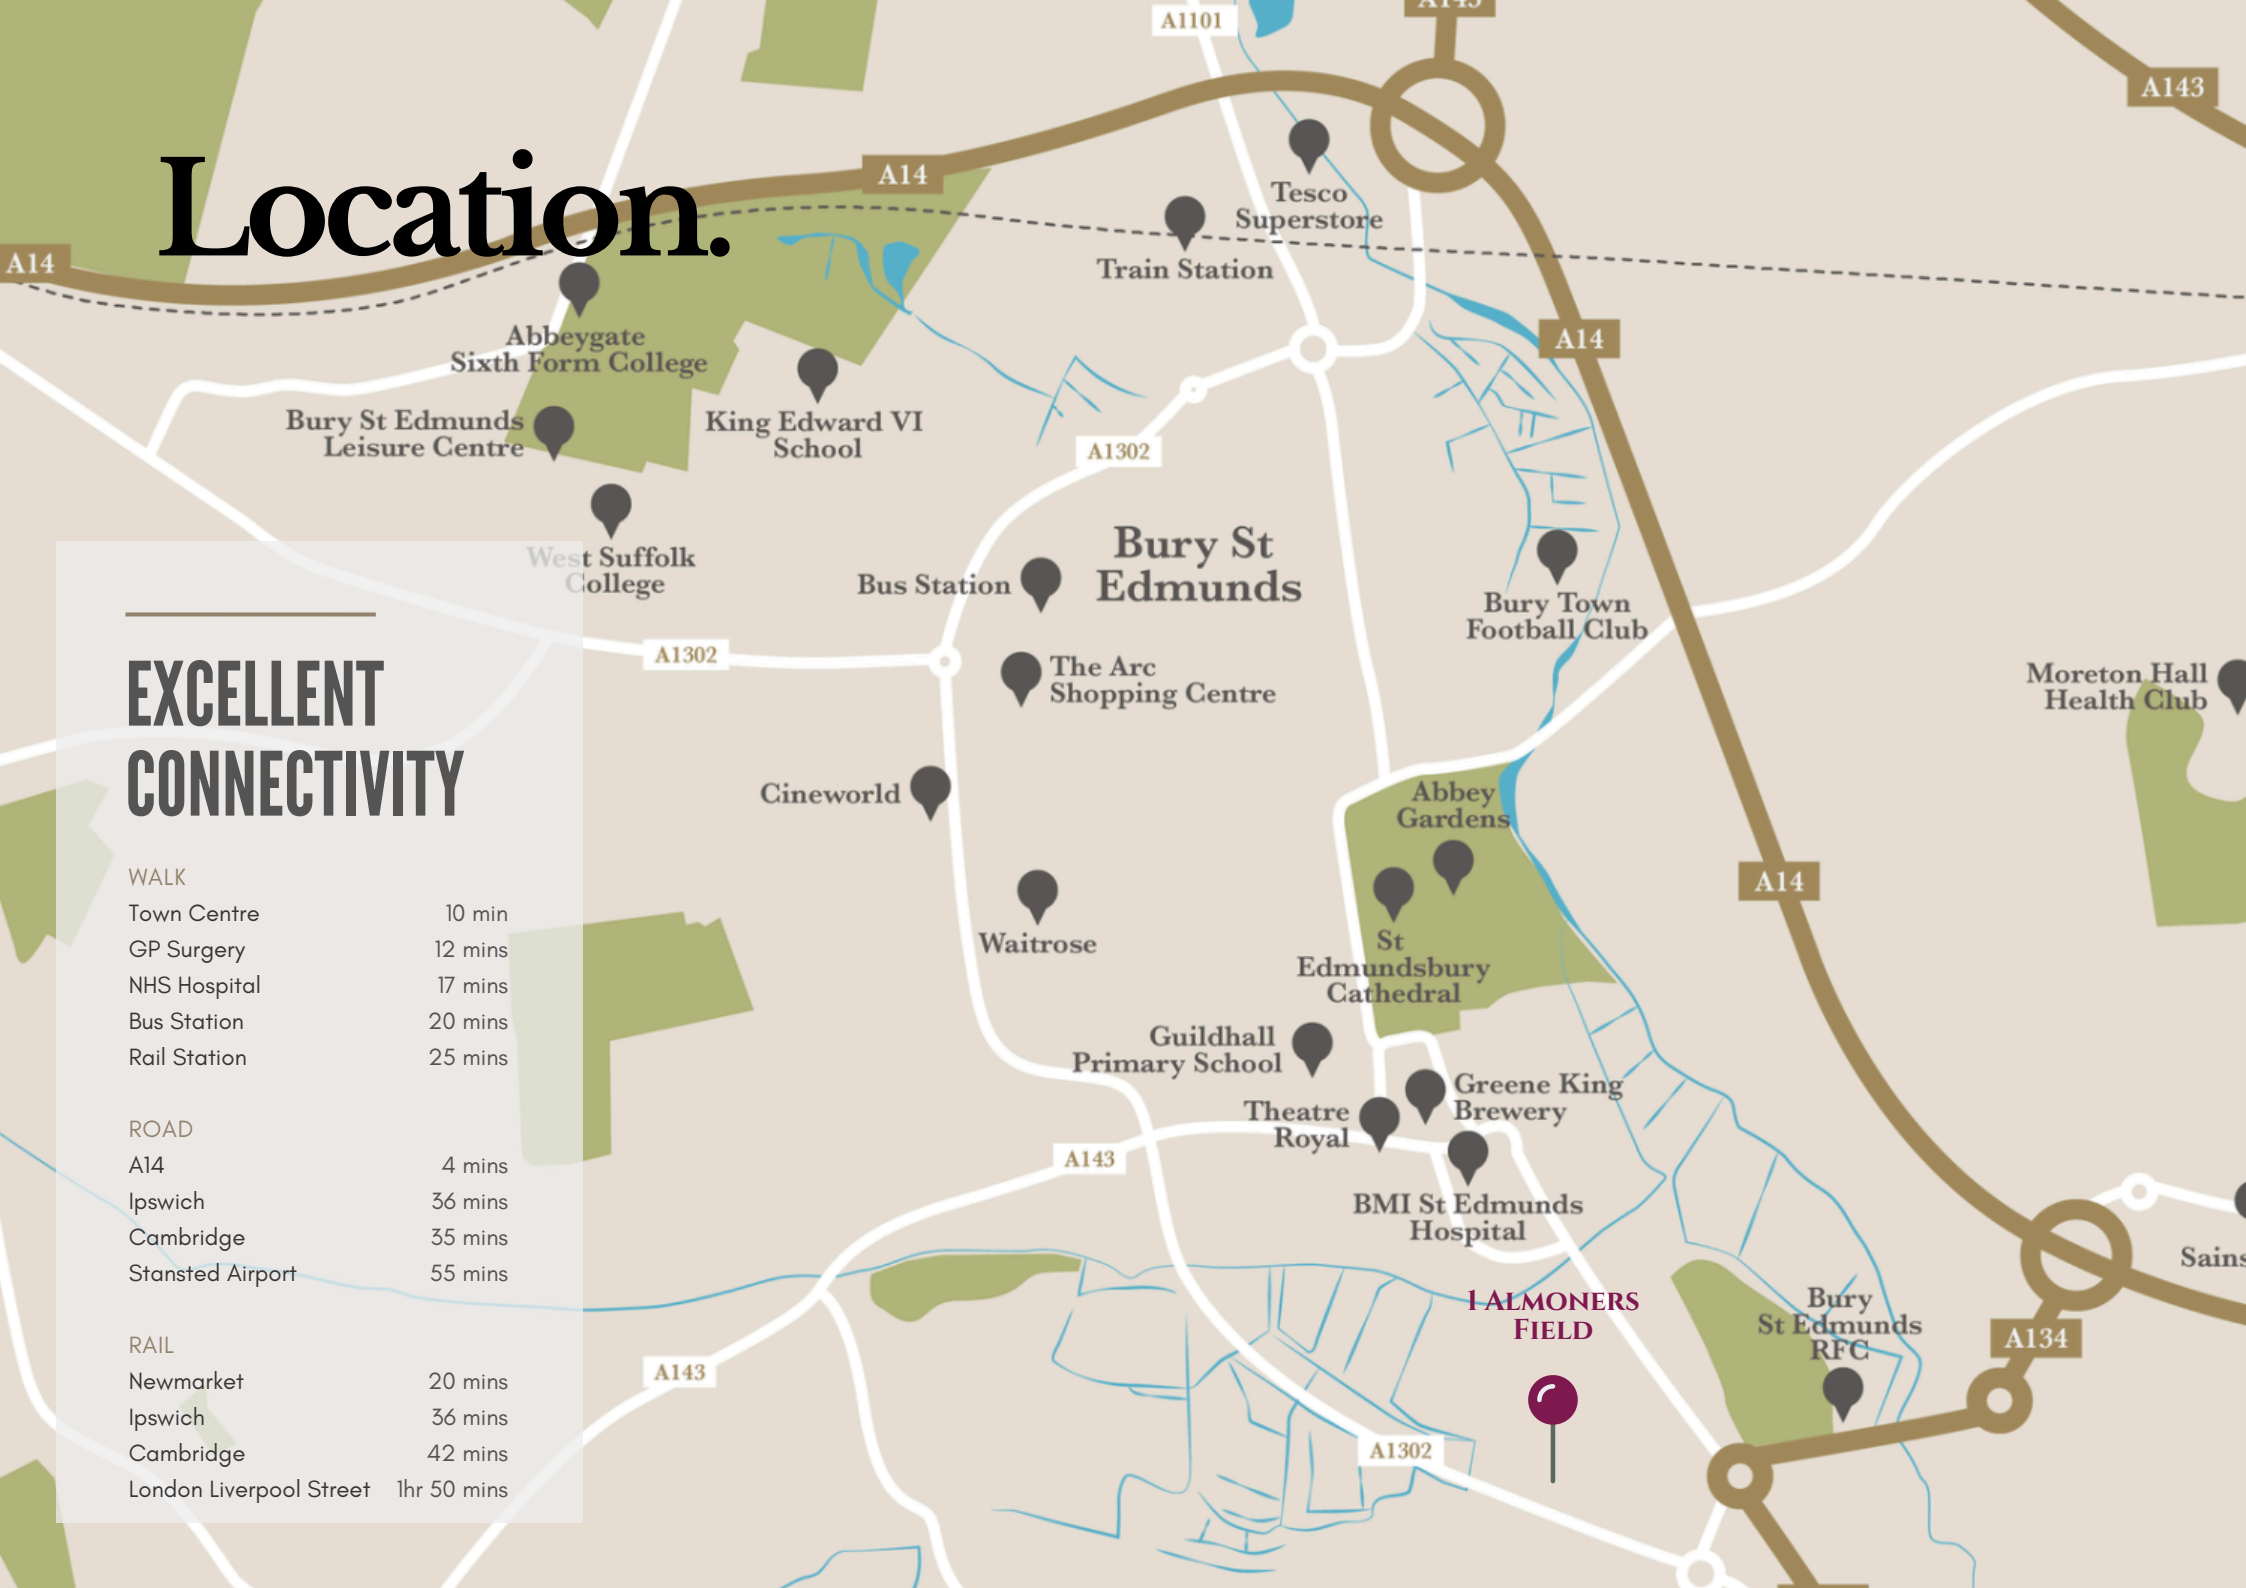 A1101
A143
A143
Location.
A14
A14
Tesco
Superstore
Train Station
Abbeygate
Sixth Form College
A14
Bury St Edmunds
Leisure Centre
King Edward VI
School
A1302
West Suffolk
College
Bus Station
Bury St
Edmunds
Bury Town
Football Club
A1302
The Arc
Shopping Centre
Moreton Hall
Health Club
Cineworld
Abbey
Gardens
A14
Waitrose
St
Edmundsbury
Cathedral
Guildhall
Primary School
Greene King
Brewery
Theatre
Royal
A143
BMI St Edmunds
Hospital
Sains
1 ALMONERS
FIELD
Bury
St Edmunds
RFC
A134
A143
A1302
EXCELLENT
CONNECTIVITY
WALK
Town Centre 10 min
GP Surgery 12 mins
NHS Hospital 17 mins
Bus Station 20 mins
Rail Station 25 mins
ROAD
A14 4 mins
Ipswich 36 mins
Cambridge 35 mins
Stansted Airport 55 mins
RAIL
Newmarket 20 mins
Ipswich 36 mins
Cambridge 42 mins
London Liverpool Street 1hr 50 mins